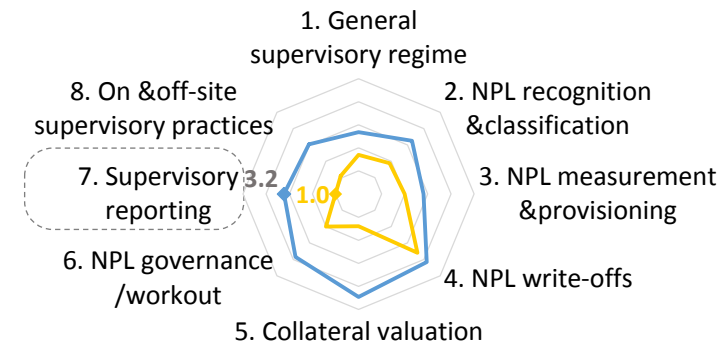 1. General
supervisory regime
8. On &off-site
supervisory practices
2. NPL recognition
&classification
7. Supervisory
reporting
3.2
1.0
3. NPL measurement
&provisioning
6. NPL governance
/workout
4. NPL write-offs
5. Collateral valuation